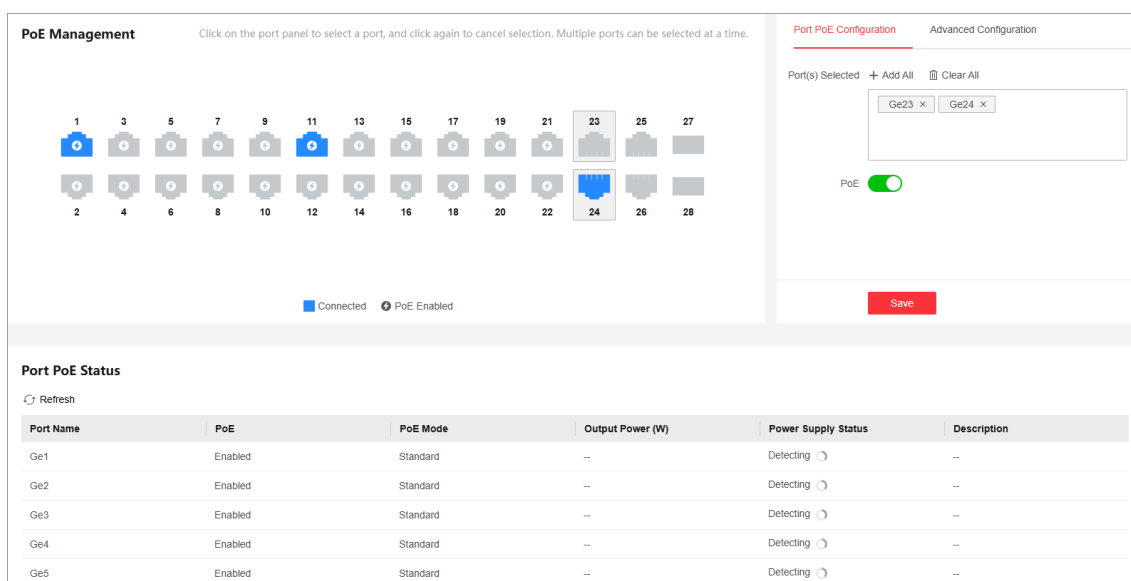 PoE Management
Click on the port panel to select a port, and click again to cancel selection. Multiple ports can be selected at a time.
1 3 5 7 9 11 13 15 17 19 21 23 25 27
2 4 6 8 10 12 14 16 18 20 22 24 26 28
Connected PoE Enabled
Port PoE Configuration Advanced Configuration
Port(s) Selected + Add All Clear All
Ge23 × Ge24 ×
PoE
Save
Port PoE Status
Refresh
Port Name PoE PoE Mode Output Power (W) Power Supply Status Description
Ge1 Enabled Standard -- Detecting --
Ge2 Enabled Standard -- Detecting --
Ge3 Enabled Standard -- Detecting --
Ge4 Enabled Standard -- Detecting --
Ge5 Enabled Standard -- Detecting --